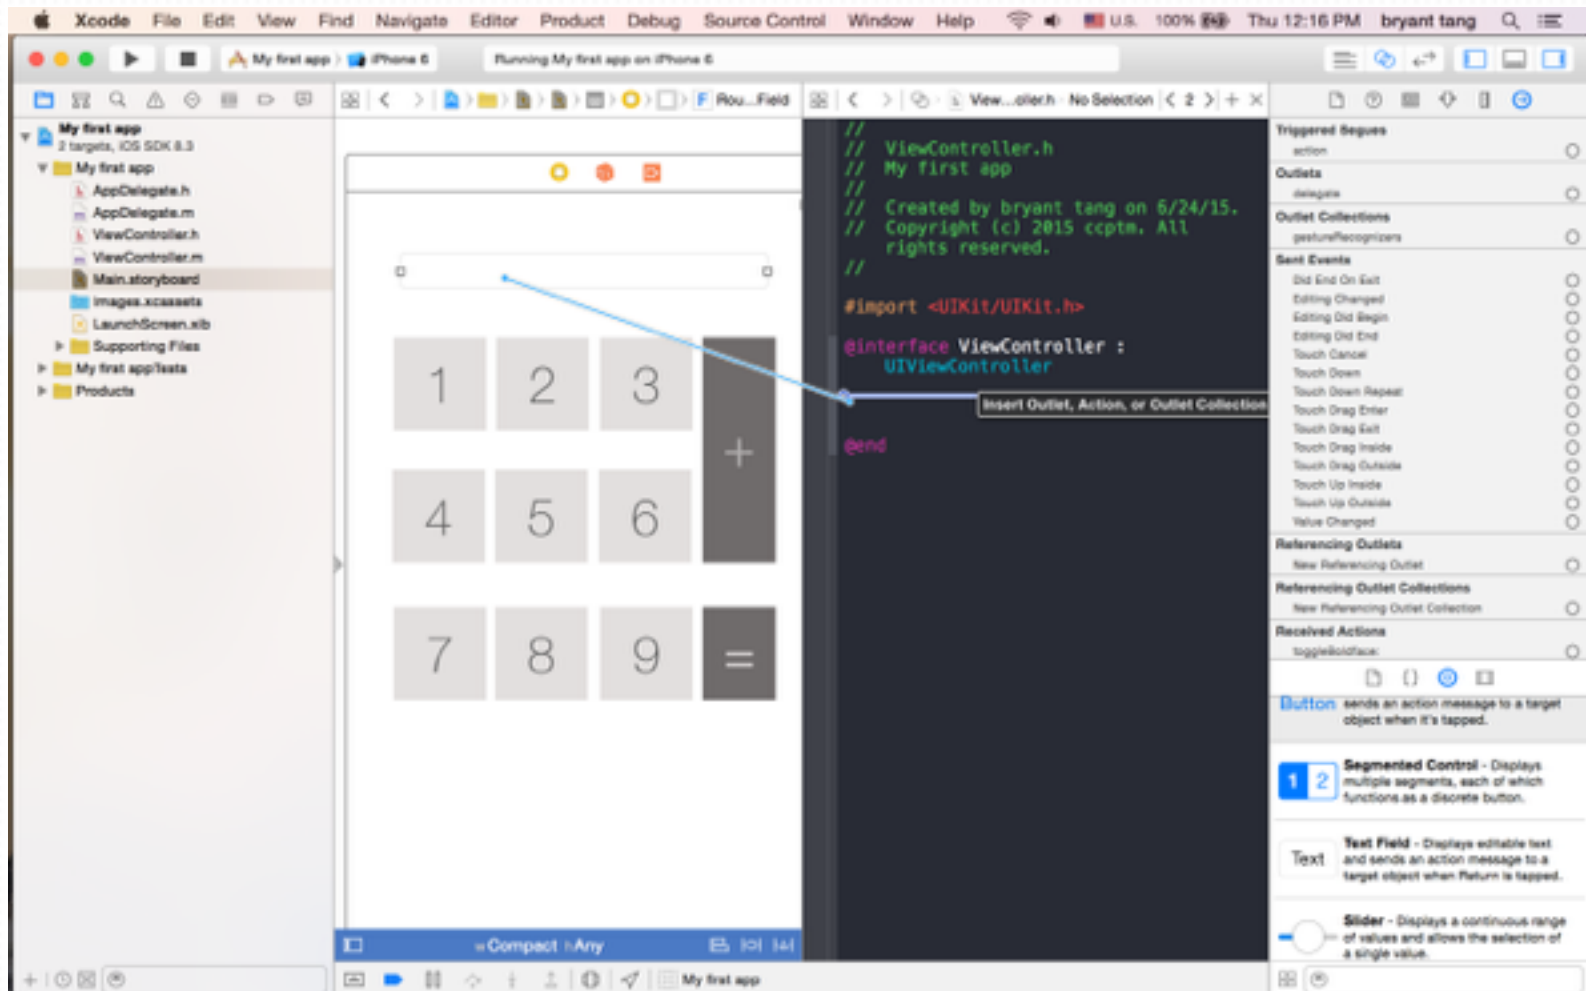 Xcode File Edit View Find Navigate Editor Product Debug Source Control Window Help U.S. 100% Thu 12:16 PM bryant tang
My first app iPhone 6 Running My first app on iPhone 6
F Rou...Field View...oller.h No Selection 2
My first app
2 targets, iOS SDK 8.3
My first app
AppDelegate.h
AppDelegate.m
ViewController.h
ViewController.m
Main.storyboard
Images.xcassets
LaunchScreen.xib
Supporting Files
My first appTests
Products
1 2 3
+
4 5 6
7 8 9 =
wCompact hAny
My first app
//
// ViewController.h
// My first app
//
// Created by bryant tang on 6/24/15.
// Copyright (c) 2015 ccptm. All
rights reserved.
//
#import <UIKit/UIKit.h>
@interface ViewController :
UIViewController
Insert Outlet, Action, or Outlet Collection
@end
Triggered Segues
action
Outlets
delegate
Outlet Collections
gestureRecognizers
Sent Events
Did End On Exit
Editing Changed
Editing Did Begin
Editing Did End
Touch Cancel
Touch Down
Touch Down Repeat
Touch Drag Enter
Touch Drag Exit
Touch Drag Inside
Touch Drag Outside
Touch Up Inside
Touch Up Outside
Value Changed
Referencing Outlets
New Referencing Outlet
Referencing Outlet Collections
New Referencing Outlet Collection
Received Actions
toggleBoldface:
Button sends an action message to a target
object when it's tapped.
1 2
Segmented Control - Displays
multiple segments, each of which
functions as a discrete button.
Text
Text Field - Displays editable text
and sends an action message to a
target object when Return is tapped.
Slider - Displays a continuous range
of values and allows the selection of
a single value.